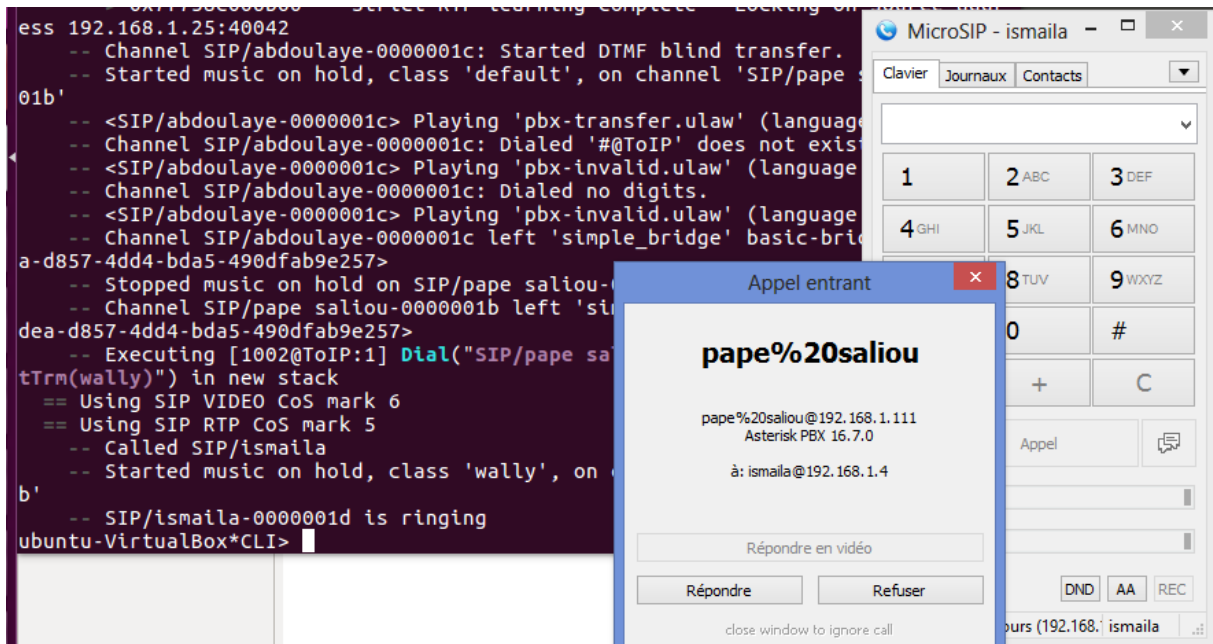 ess 192.168.1.25:40042
-- Channel SIP/abdoulaye-0000001c: Started DTMF blind transfer.
-- Started music on hold, class 'default', on channel 'SIP/pape
01b'
-- <SIP/abdoulaye-0000001c> Playing 'pbx-transfer.ulaw' (language
-- Channel SIP/abdoulaye-0000001c: Dialed '#@ToIP' does not exist
-- <SIP/abdoulaye-0000001c> Playing 'pbx-invalid.ulaw' (language
-- Channel SIP/abdoulaye-0000001c: Dialed no digits.
-- <SIP/abdoulaye-0000001c> Playing 'pbx-invalid.ulaw' (language
-- Channel SIP/abdoulaye-0000001c left 'simple_bridge' basic-bri
a-d857-4dd4-bda5-490dfab9e257>
-- Stopped music on hold on SIP/pape saliou-
-- Channel SIP/pape saliou-0000001b left 'si
dea-d857-4dd4-bda5-490dfab9e257>
-- Executing [1002@ToIP:1] Dial("SIP/pape sa
tTrm(wally)") in new stack
== Using SIP VIDEO CoS mark 6
== Using SIP RTP CoS mark 5
-- Called SIP/ismaila
-- Started music on hold, class 'wally', on
b'
-- SIP/ismaila-0000001d is ringing
ubuntu-VirtualBox*CLI>
MicroSIP - ismaila
Clavier Journaux Contacts
1 2 ABC 3 DEF
4 GHI 5 JKL 6 MNO
8 TUV 9 WXYZ
0 #
+ C
Appel
DND AA REC
ours (192.168. ismaila
Appel entrant
pape%20saliou
pape%20saliou@192.168.1.111
Asterisk PBX 16.7.0
à: ismaila@192.168.1.4
Répondre en vidéo
Répondre Refuser
close window to ignore call